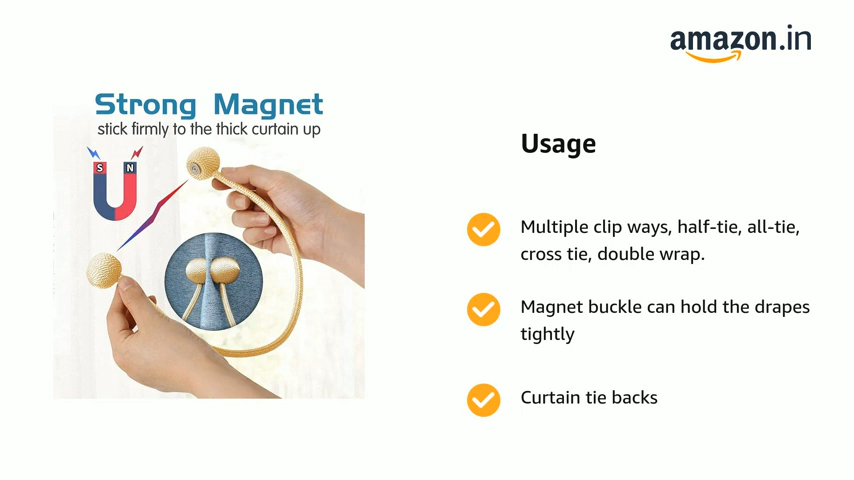 amazon.in
Strong Magnet
stick firmly to the thick curtain up
S N
Usage
Multiple clip ways, half-tie, all-tie,
cross tie, double wrap.
Magnet buckle can hold the drapes
tightly
Curtain tie backs